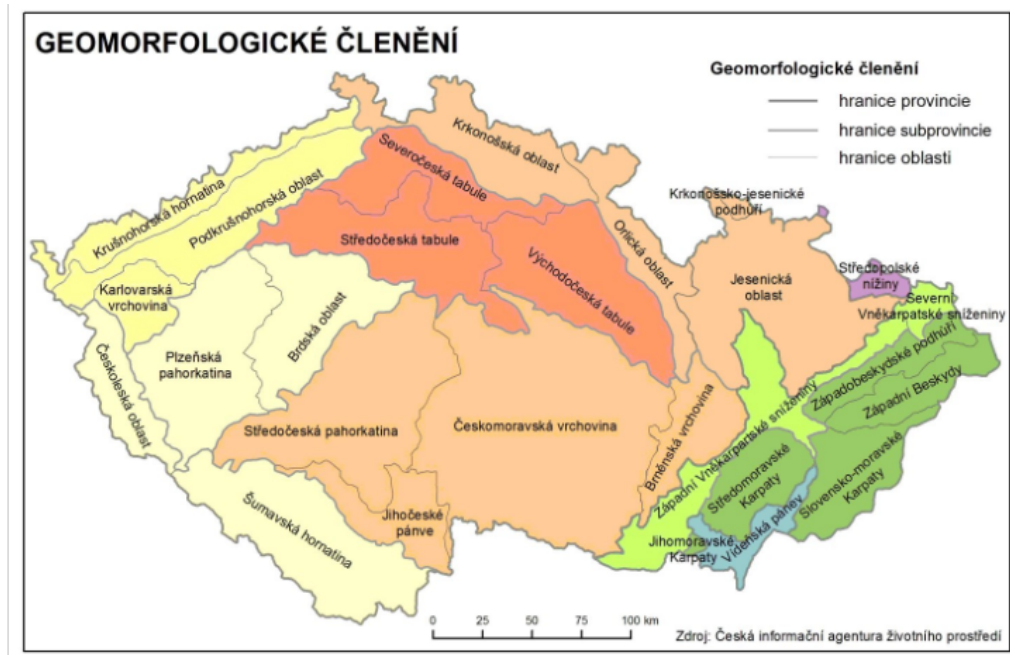 GEOMORFOLOGICKÉ ČLENĚNÍ
Geomorfologické členění
hranice provincie
hranice subprovincie
hranice oblasti
Krkonošská oblast
Severočeská tabule
Krušnohorská hornatina
Podkrušnohorská oblast
Krkonošsko-jesenické
podhůří
Středočeská tabule
Orlická oblast
Východočeská tabule
Jesenická
oblast
Středopolské
nížiny
Severní
Vněkarpatské sníženiny
Karlovarská
vrchovina
Brdská oblast
Plzeňská
pahorkatina
Českoleská oblast
Západobeskydské podhůří
Západní Beskydy
Středočeská pahorkatina
Českomoravská vrchovina
Brněnská vrchovina
Západní Vněkarpartské sníženiny
Středomoravské
Karpaty
Slovensko-moravské
Karpaty
Šumavská hornatina
Jihočeské
pánve
Jihomoravské
Karpaty
Vídeňská pánev
0 25 50 75 100 km
Zdroj: Česká informační agentura životního prostředí